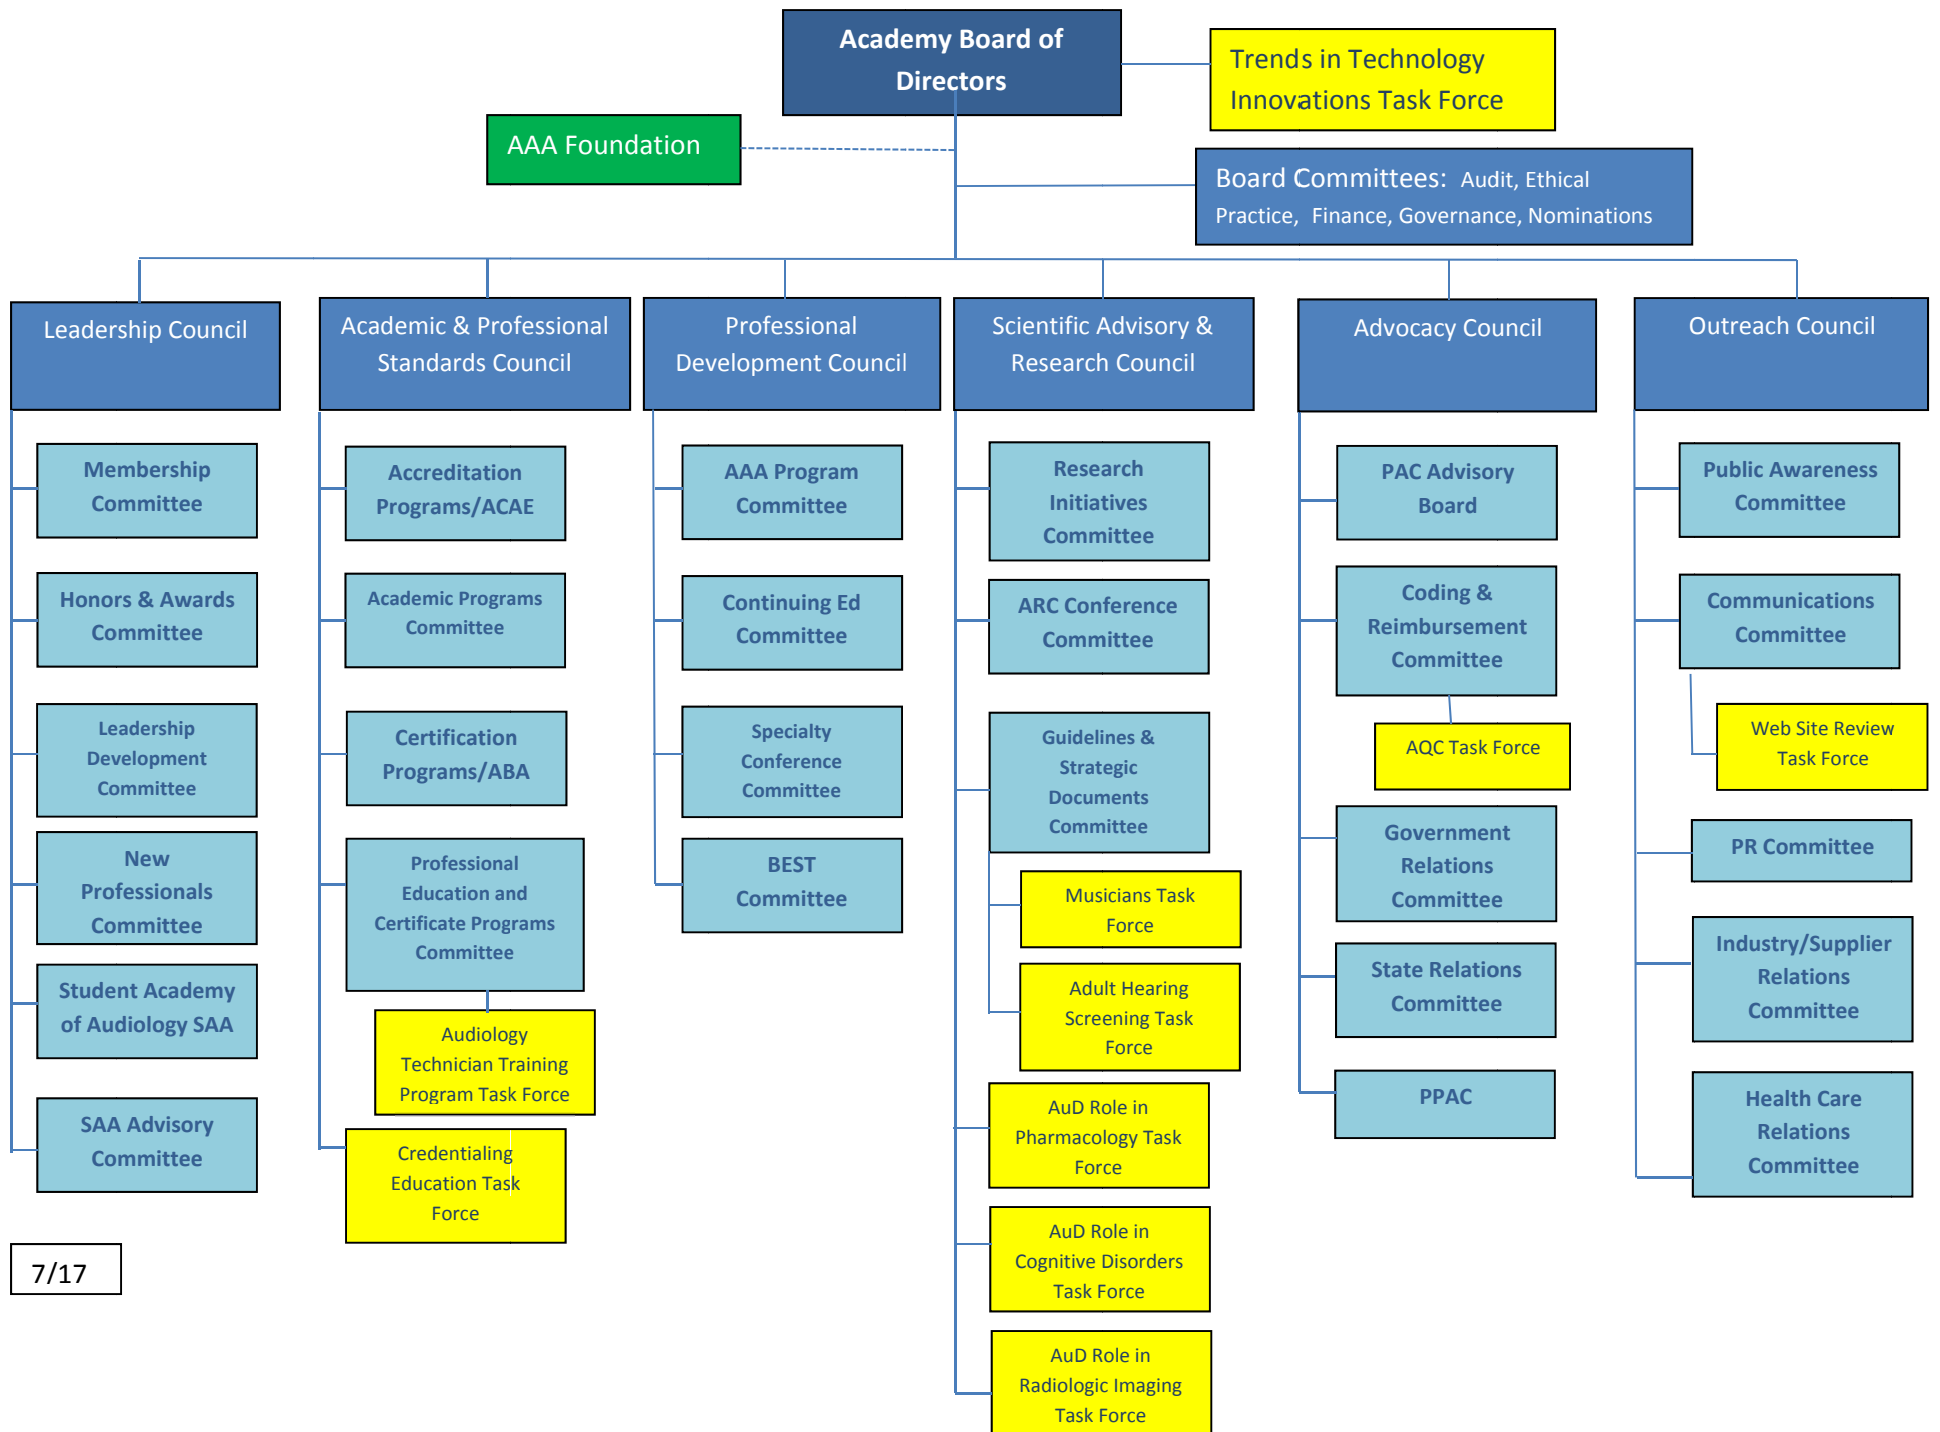 Academy Board of
Directors
Trends in Technology
Innovations Task Force
AAA Foundation
Board Committees: Audit, Ethical
Practice, Finance, Governance, Nominations
Leadership Council
Academic & Professional
Standards Council
Professional
Development Council
Scientific Advisory &
Research Council
Advocacy Council
Outreach Council
Membership
Committee
Honors & Awards
Committee
Leadership
Development
Committee
New
Professionals
Committee
Student Academy
of Audiology SAA
SAA Advisory
Committee
Accreditation
Programs/ACAE
Academic Programs
Committee
Certification
Programs/ABA
Professional
Education and
Certificate Programs
Committee
Audiology
Technician Training
Program Task Force
Credentialing
Education Task
Force
AAA Program
Committee
Continuing Ed
Committee
Specialty
Conference
Committee
BEST
Committee
Research
Initiatives
Committee
ARC Conference
Committee
Guidelines &
Strategic
Documents
Committee
Musicians Task
Force
Adult Hearing
Screening Task
Force
AuD Role in
Pharmacology Task
Force
AuD Role in
Cognitive Disorders
Task Force
AuD Role in
Radiologic Imaging
Task Force
PAC Advisory
Board
Coding &
Reimbursement
Committee
AQC Task Force
Government
Relations
Committee
State Relations
Committee
PPAC
Public Awareness
Committee
Communications
Committee
Web Site Review
Task Force
PR Committee
Industry/Supplier
Relations
Committee
Health Care
Relations
Committee
7/17